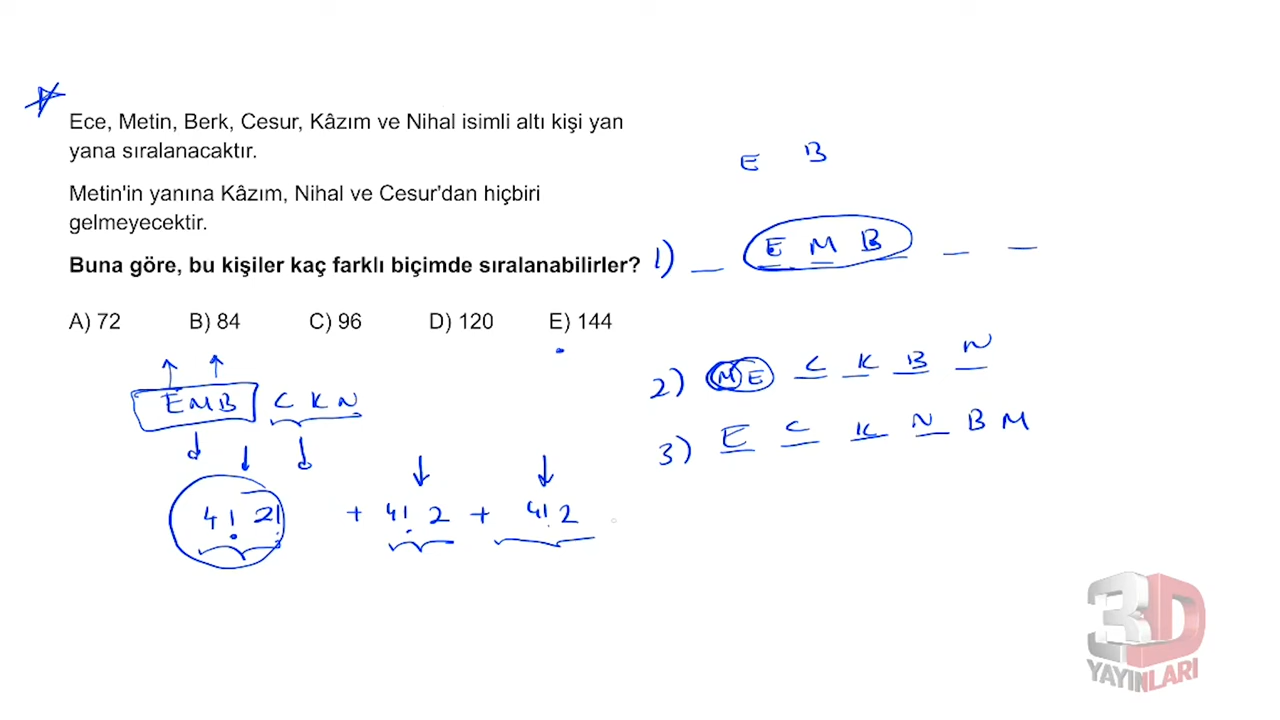 Ece, Metin, Berk, Cesur, Kâzım ve Nihal isimli altı kişi yan
yana sıralanacaktır.
Metin'in yanına Kâzım, Nihal ve Cesur'dan hiçbiri
gelmeyecektir.
Buna göre, bu kişiler kaç farklı biçimde sıralanabilirler?
A) 72 B) 84 C) 96 D) 120 E) 144
E M B C K N
4! 2! + 4! 2 + 4! 2
E B
1) _ E M B _ _
2) M E C K B N
3) E C K N B M
3D
YAYINLARI